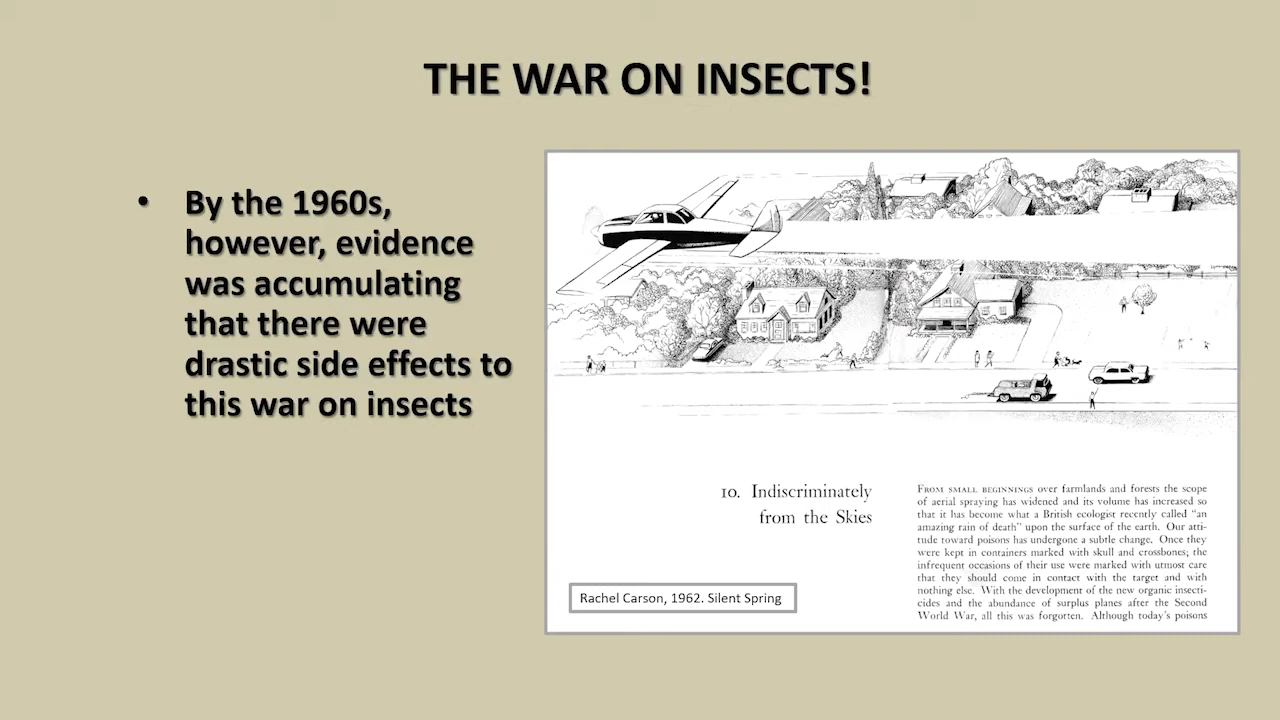 THE WAR ON INSECTS!
• By the 1960s,
however, evidence
was accumulating
that there were
drastic side effects to
this war on insects
10. Indiscriminately
from the Skies
FROM SMALL BEGINNINGS over farmlands and forests the scope
of aerial spraying has widened and its volume has increased so
that it has become what a British ecologist recently called “an
amazing rain of death” upon the surface of the earth. Our atti-
tude toward poisons has undergone a subtle change. Once they
were kept in containers marked with skull and crossbones; the
infrequent occasions of their use were marked with utmost care
that they should come in contact with the target and with
nothing else. With the development of the new organic insecti-
cides and the abundance of surplus planes after the Second
World War, all this was forgotten. Although today’s poisons
Rachel Carson, 1962. Silent Spring